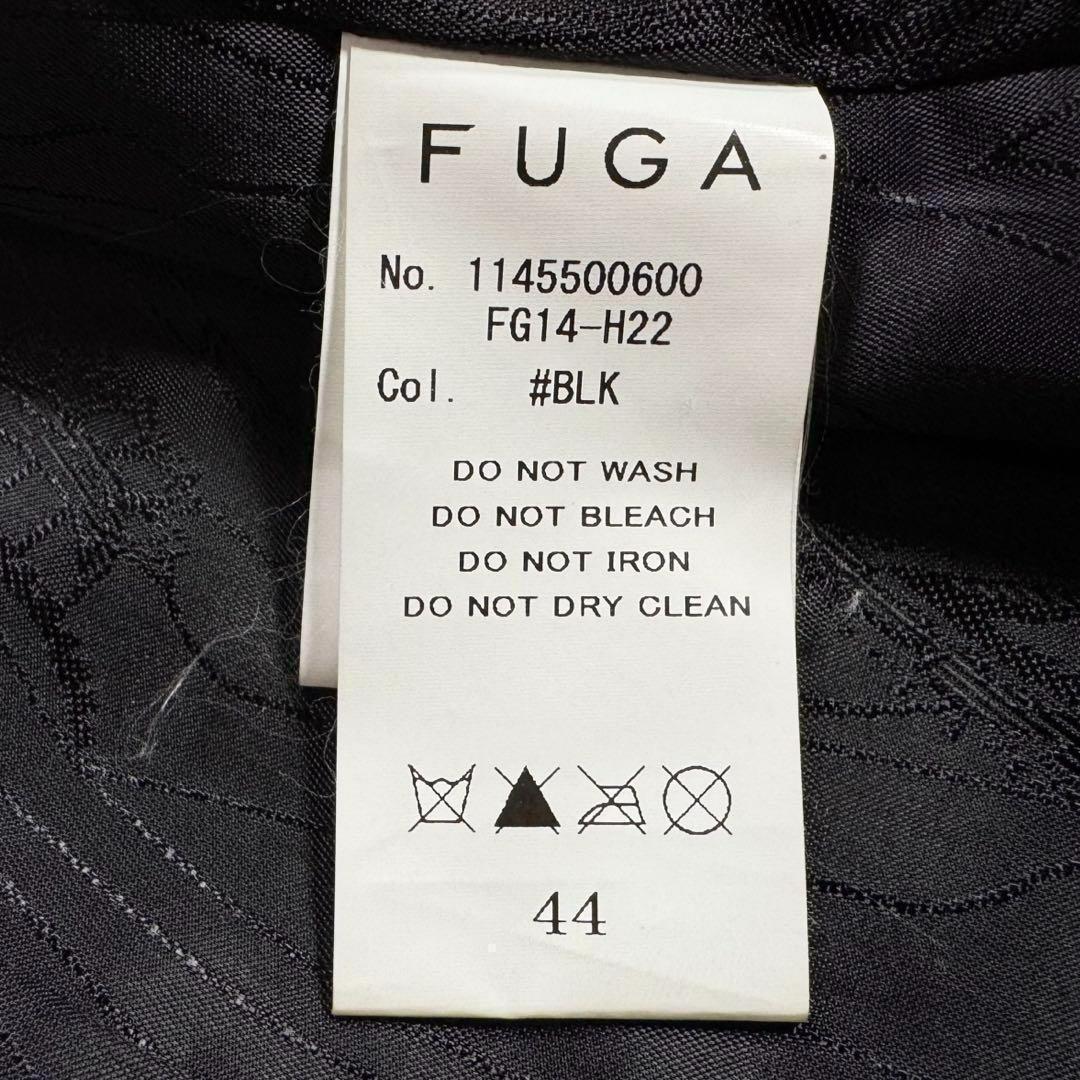 FUGA
No. 1145500600
FG14-H22
Col. #BLK
DO NOT WASH
DO NOT BLEACH
DO NOT IRON
DO NOT DRY CLEAN
44